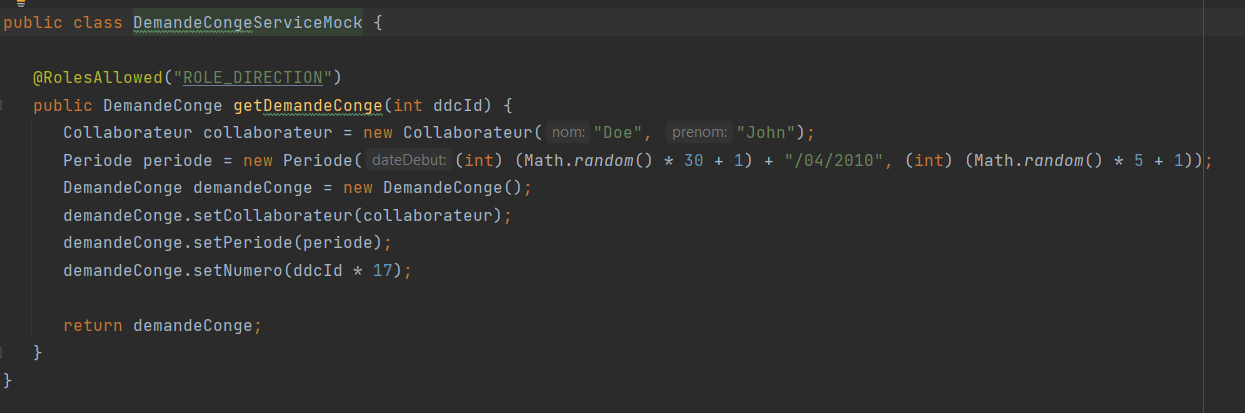 public class DemandeCongeServiceMock {
@RolesAllowed("ROLE_DIRECTION")
public DemandeConge getDemandeConge(int ddcId) {
Collaborateur collaborateur = new Collaborateur( nom: "Doe", prenom: "John");
Periode periode = new Periode( dateDebut: (int) (Math.random() * 30 + 1) + "/04/2010", (int) (Math.random() * 5 + 1));
DemandeConge demandeConge = new DemandeConge();
demandeConge.setCollaborateur(collaborateur);
demandeConge.setPeriode(periode);
demandeConge.setNumero(ddcId * 17);
return demandeConge;
}
}